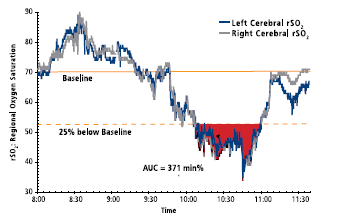 90
80
70
60
50
40
30
rSO2: Regional Oxygen Saturation
Left Cerebral rSO2
Right Cerebral rSO2
Baseline
25% below Baseline
AUC = 371 min%
8:00 8:30 9:00 9:30 9:00 10:00 10:30 11:00 11:30
Time